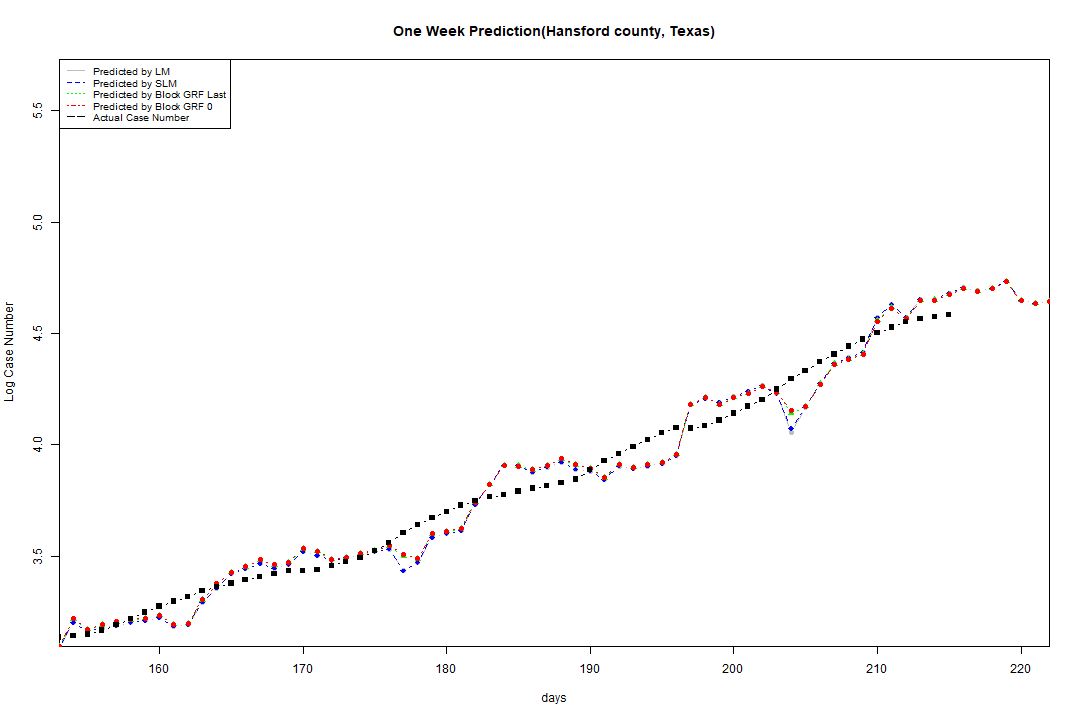 One Week Prediction(Hansford county, Texas)
Predicted by LM
Predicted by SLM
Predicted by Block GRF Last
Predicted by Block GRF 0
Actual Case Number
5.5
5.0
4.5
4.0
3.5
Log Case Number
160 170 180 190 200 210 220
days